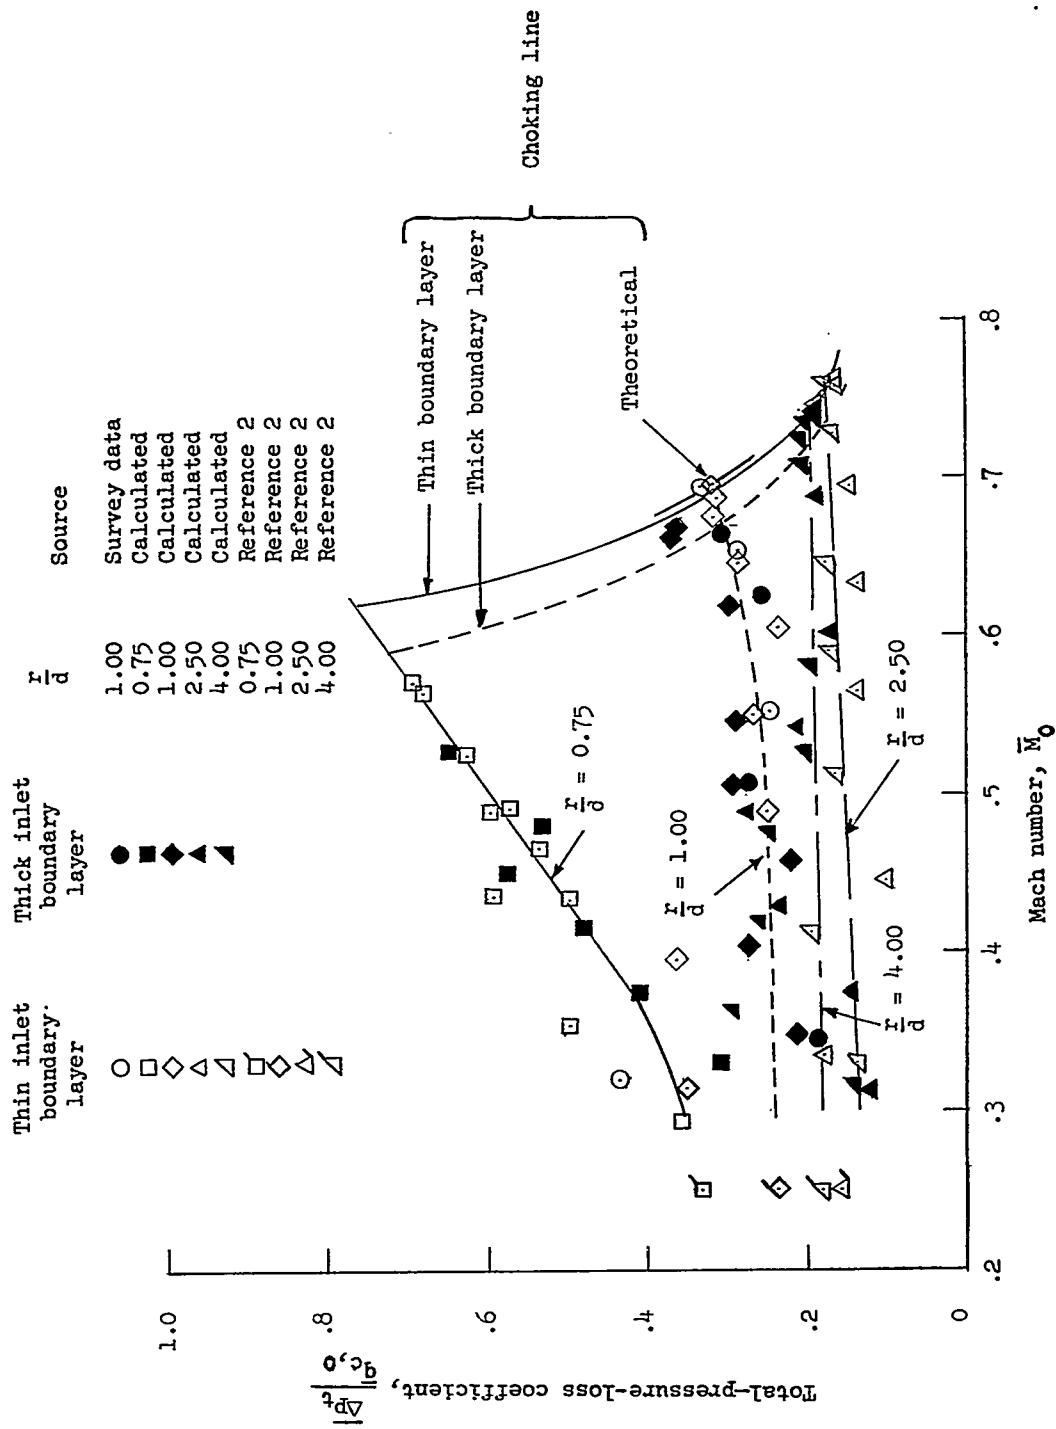 Thin inlet
boundary
layer
Thick inlet
boundary
layer
r/d
Source
1.00 Survey data
0.75 Calculated
1.00 Calculated
2.50 Calculated
4.00 Calculated
0.75 Reference 2
1.00 Reference 2
2.50 Reference 2
4.00 Reference 2
Thin boundary layer
Thick boundary layer
Choking line
Theoretical
r/d = 0.75
r/d = 1.00
r/d = 4.00
r/d = 2.50
1.0
.8
.6
.4
.2
0
Total-pressure-loss coefficient, Δp̅t/q̅c,0
.2 .3 .4 .5 .6 .7 .8
Mach number, M̅0